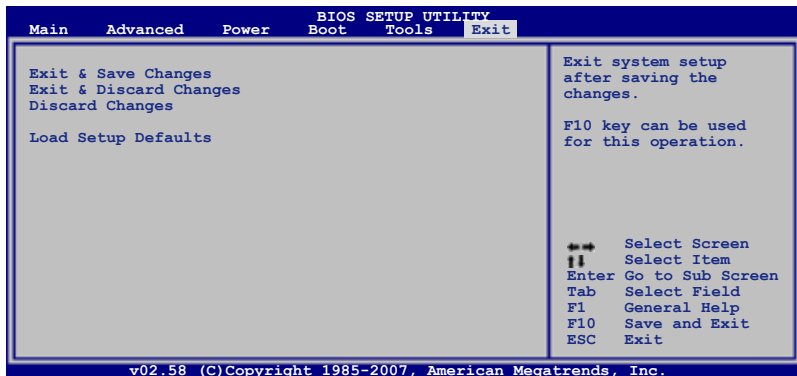 BIOS SETUP UTILITY
Main Advanced Power Boot Tools Exit
Exit & Save Changes
Exit & Discard Changes
Discard Changes
Load Setup Defaults
Exit system setup
after saving the
changes.
F10 key can be used
for this operation.
Select Screen
Select Item
Enter Go to Sub Screen
Tab Select Field
F1 General Help
F10 Save and Exit
ESC Exit
v02.58 (C)Copyright 1985-2007, American Megatrends, Inc.